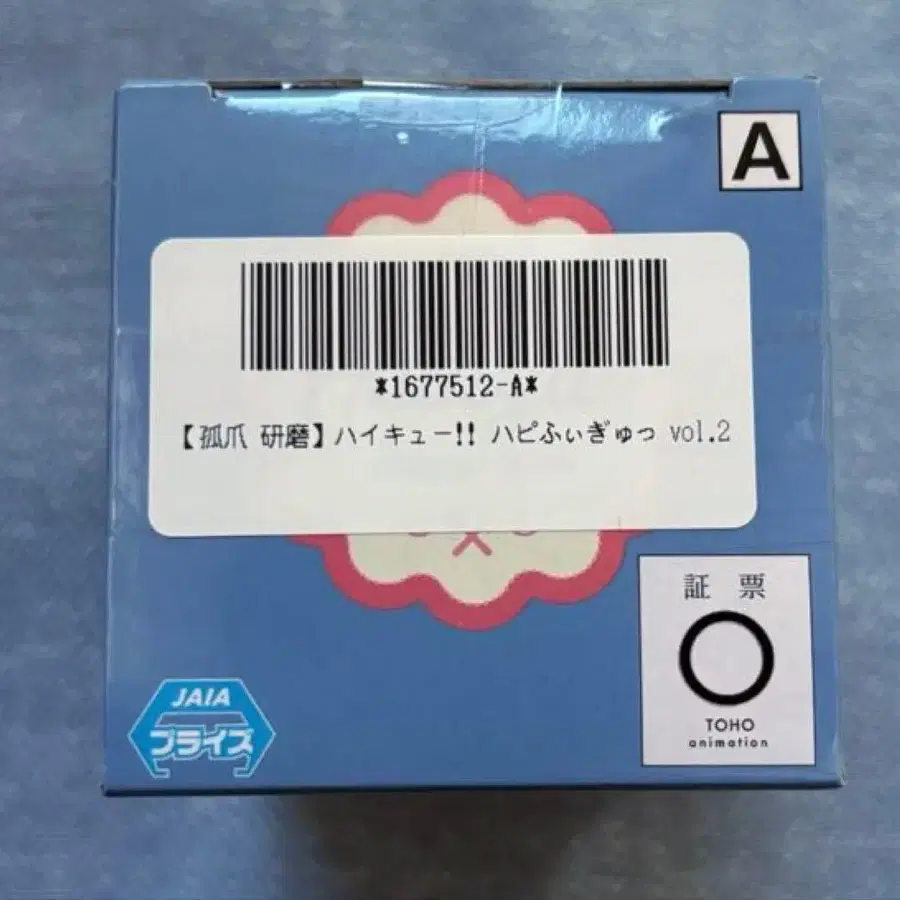 A
*1677512-A*
【孤爪 研磨】ハイキュー!! ハピふぃぎゅっ vol.2
証 票
TOHO
animation
JAIA
プライズ